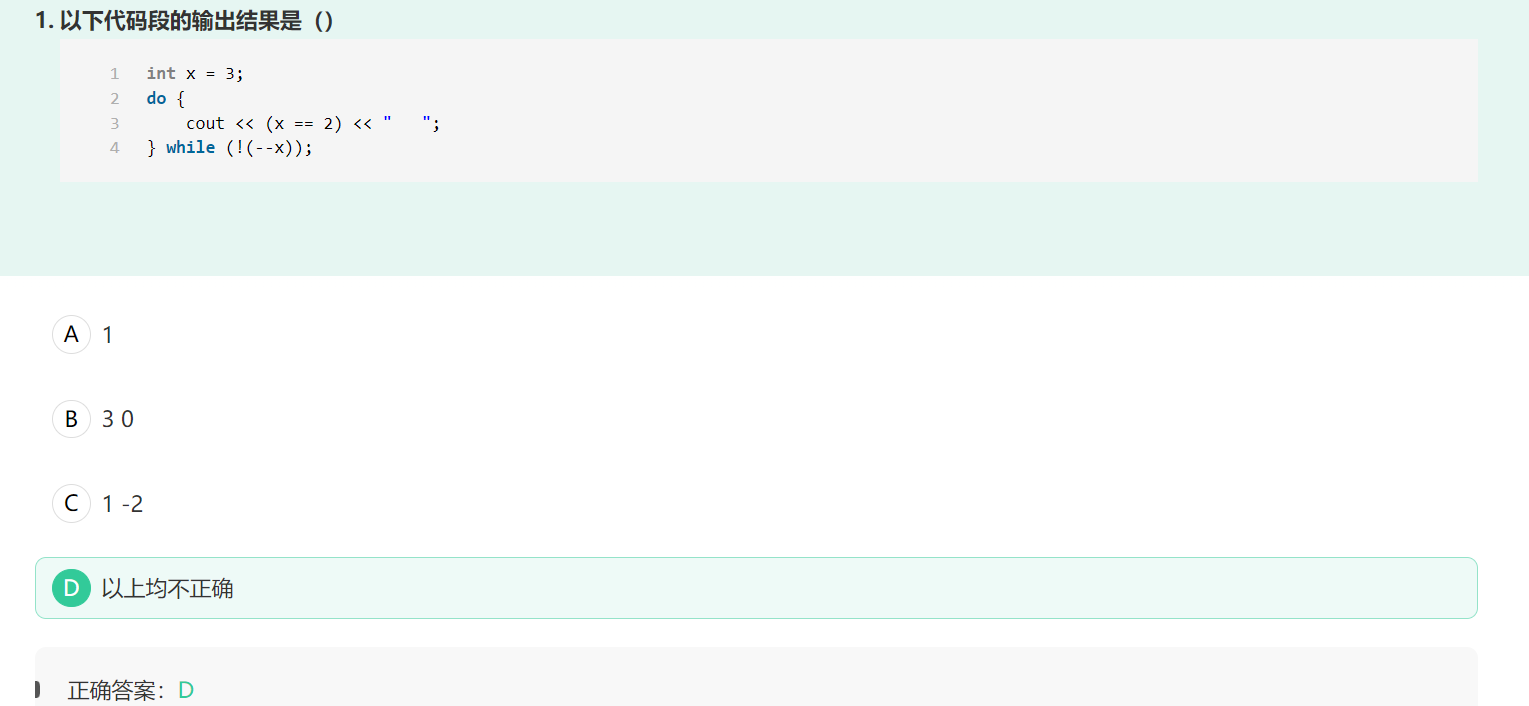 1. 以下代码段的输出结果是（）
1 int x = 3;
2 do {
3     cout << (x == 2) << "   ";
4 } while (!(--x));
A 1
B 3 0
C 1 -2
D 以上均不正确
正确答案：D